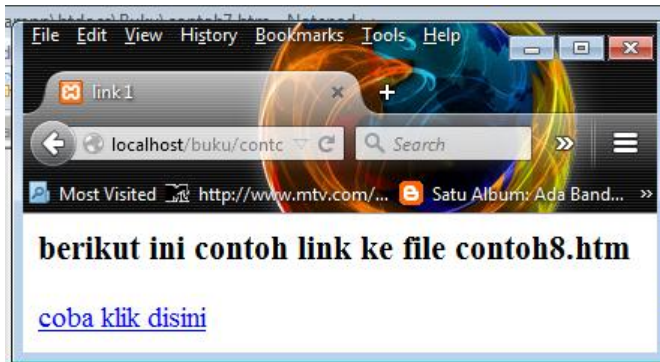 File Edit View History Bookmarks Tools Help
link 1
localhost/buku/contc Search
Most Visited http://www.mtv.com/... Satu Album: Ada Band... »
berikut ini contoh link ke file contoh8.htm
coba klik disini